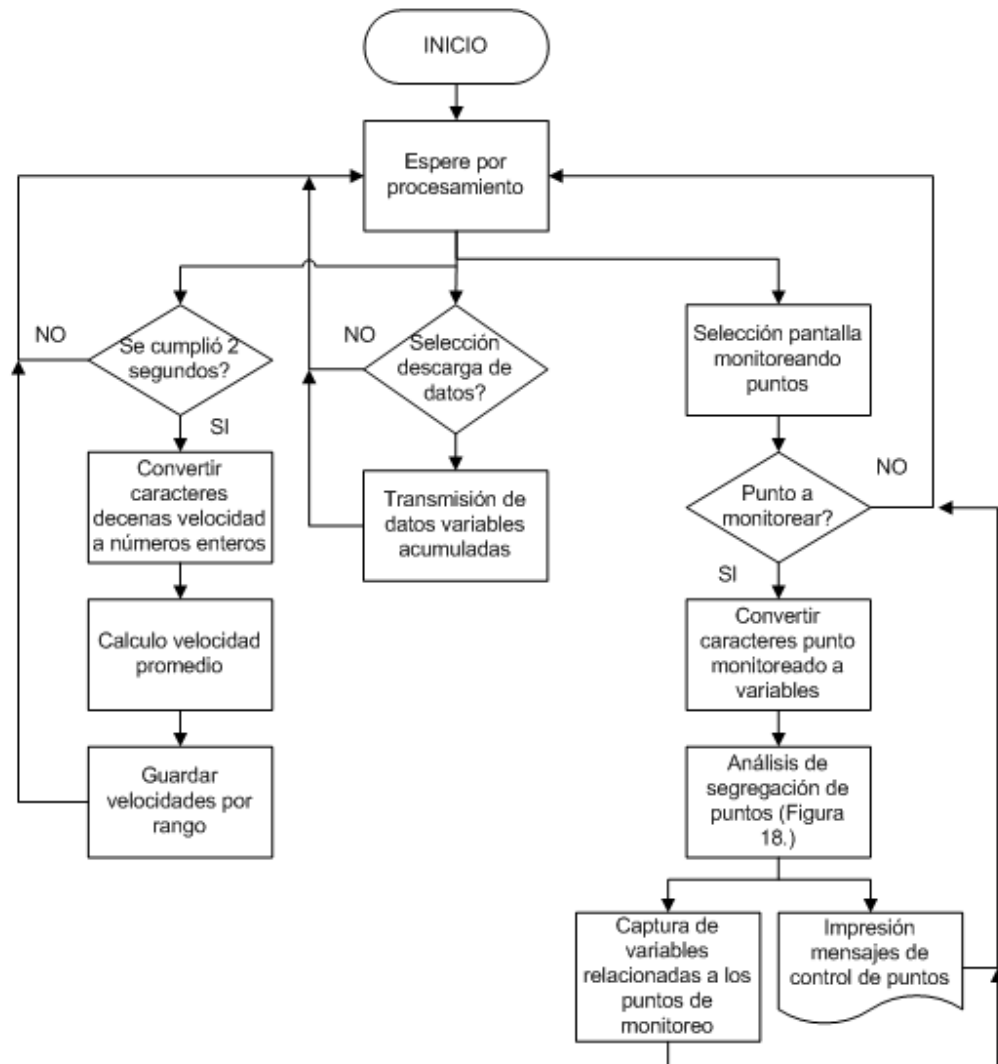 INICIO
Espere por
procesamiento
NO
Se cumplió 2
segundos?
SI
Convertir
caracteres
decenas velocidad
a números enteros
Calculo velocidad
promedio
Guardar
velocidades por
rango
NO
Selección
descarga de
datos?
Transmisión de
datos variables
acumuladas
Selección pantalla
monitoreando
puntos
NO
Punto a
monitorear?
SI
Convertir
caracteres punto
monitoreado a
variables
Análisis de
segregación de
puntos (Figura
18.)
Captura de
variables
relacionadas a los
puntos de
monitoreo
Impresión
mensajes de
control de puntos